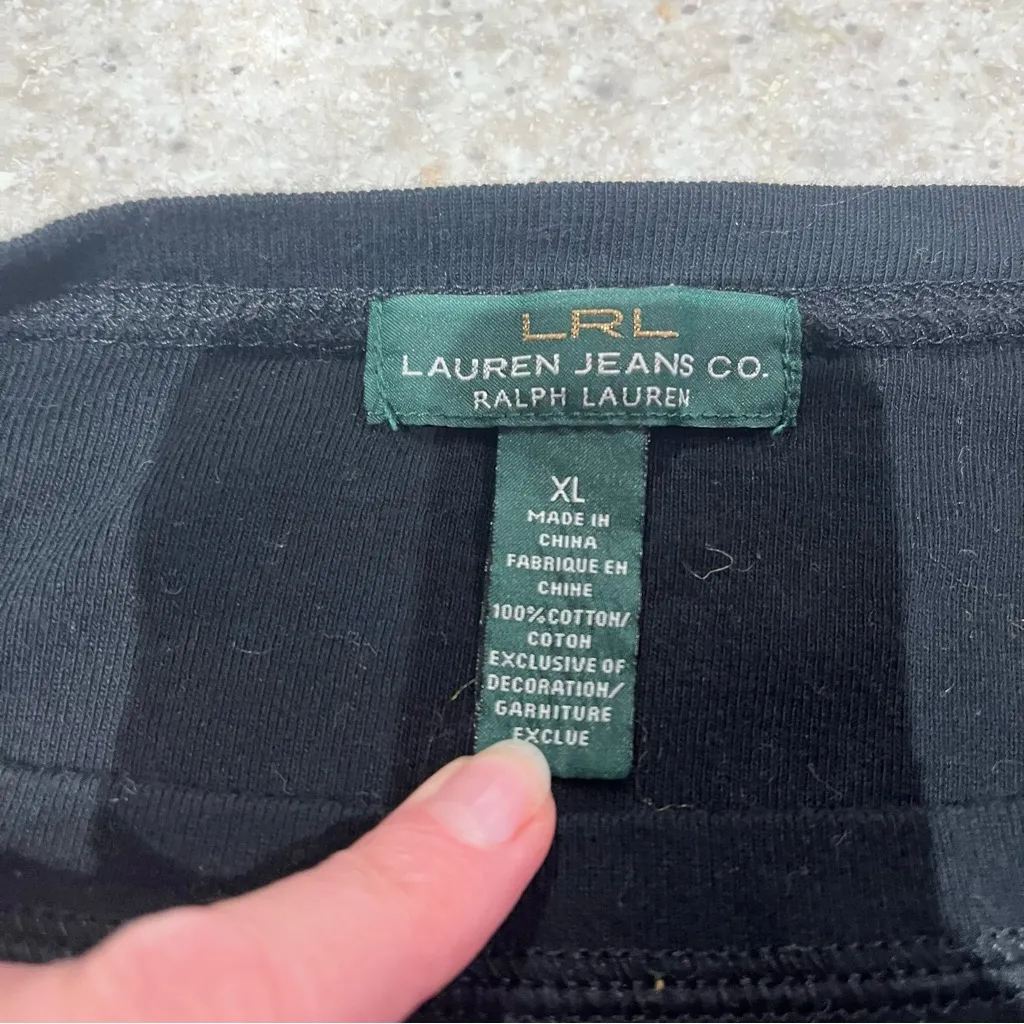 LRL
LAUREN JEANS CO.
RALPH LAUREN
XL
MADE IN
CHINA
FABRIQUE EN
CHINE
100% COTTON/
COTON
EXCLUSIVE OF
DECORATION/
GARNITURE
EXCLUE